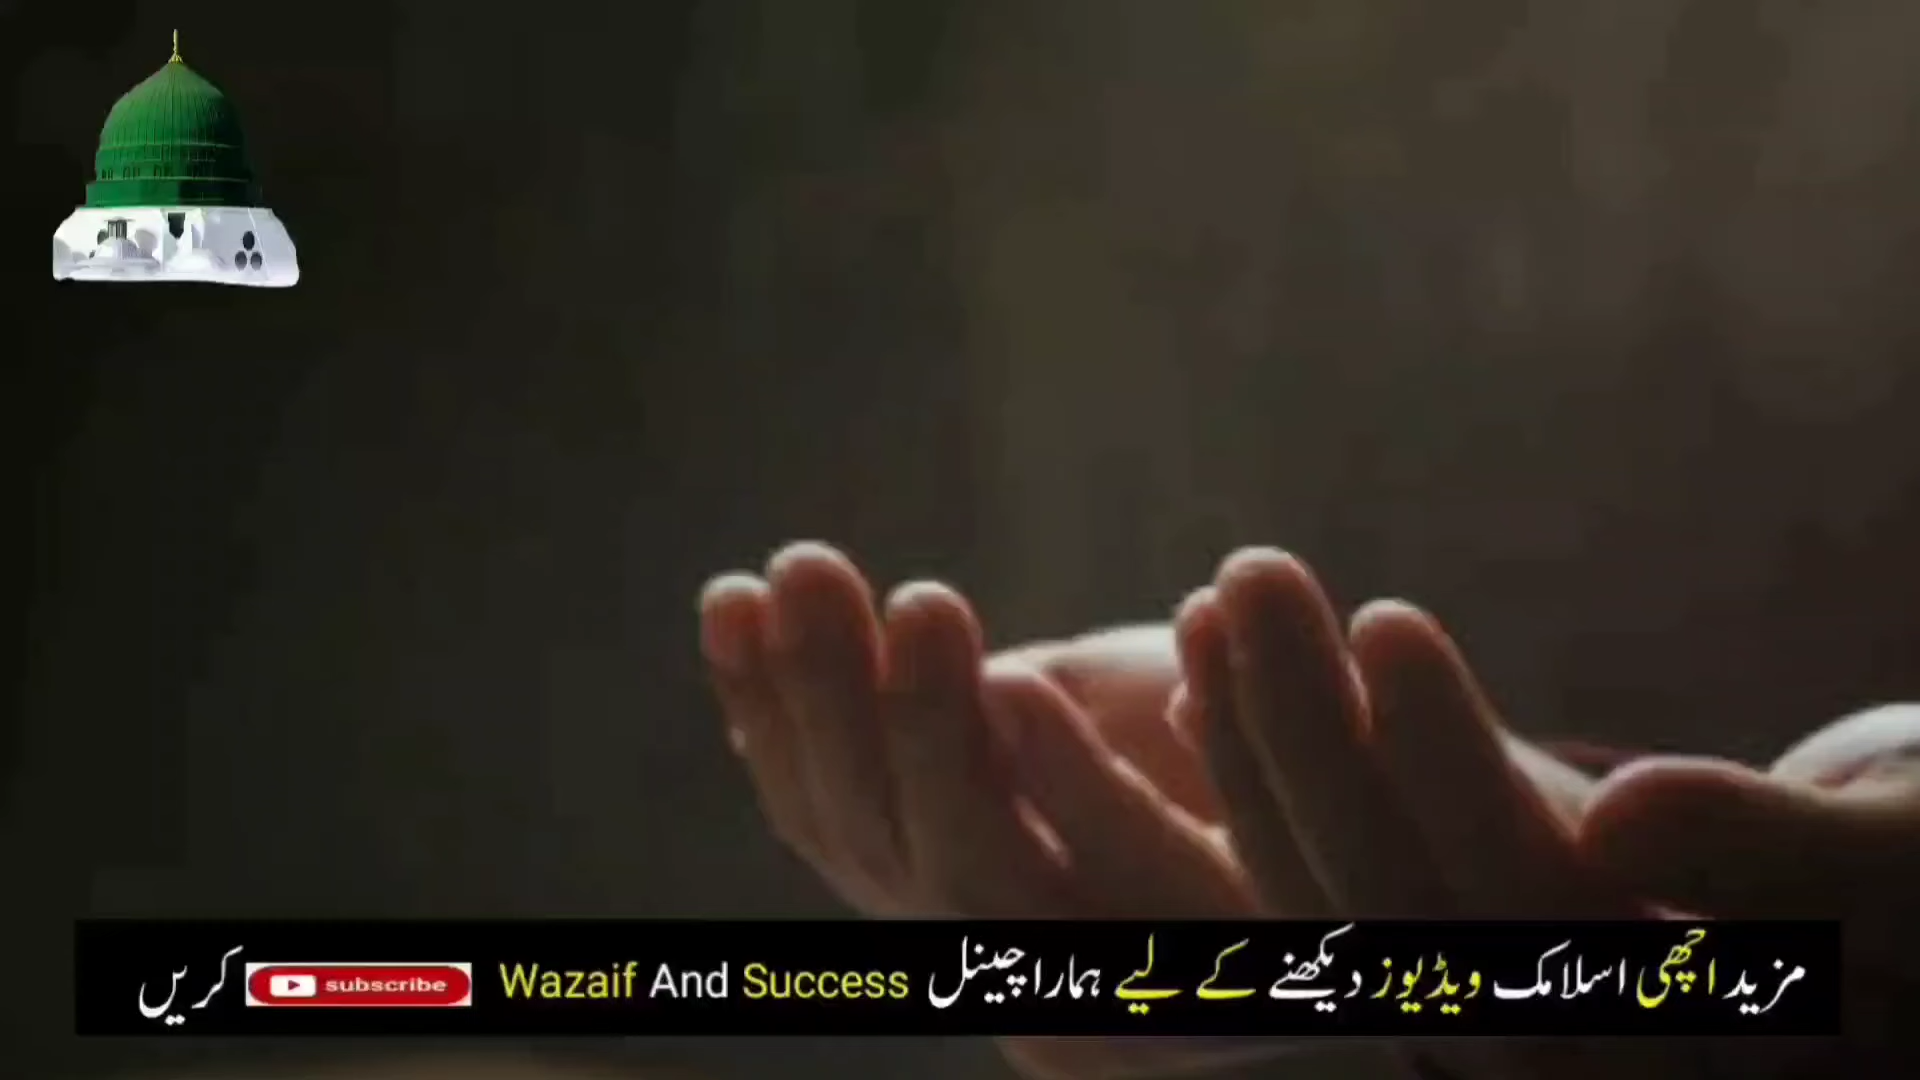 مزید اچھی اسلامک ویڈیوز دیکھنے کے لیے ہمارا چینل Wazaif And Success subscribe کریں